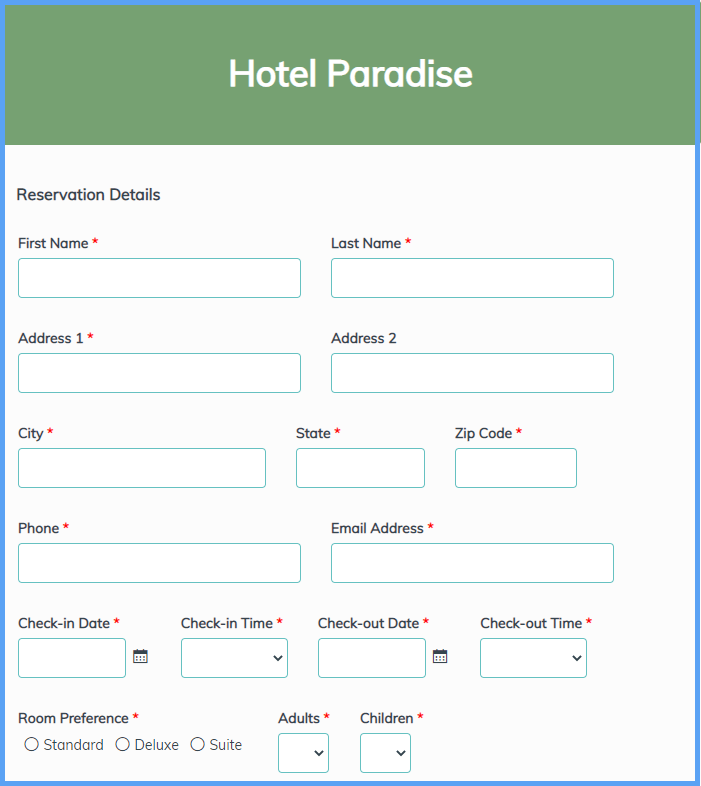 Hotel Paradise
Reservation Details
First Name * Last Name *
Address 1 * Address 2
City * State * Zip Code *
Phone * Email Address *
Check-in Date * Check-in Time * Check-out Date * Check-out Time *
Room Preference * Adults * Children *
Standard Deluxe Suite